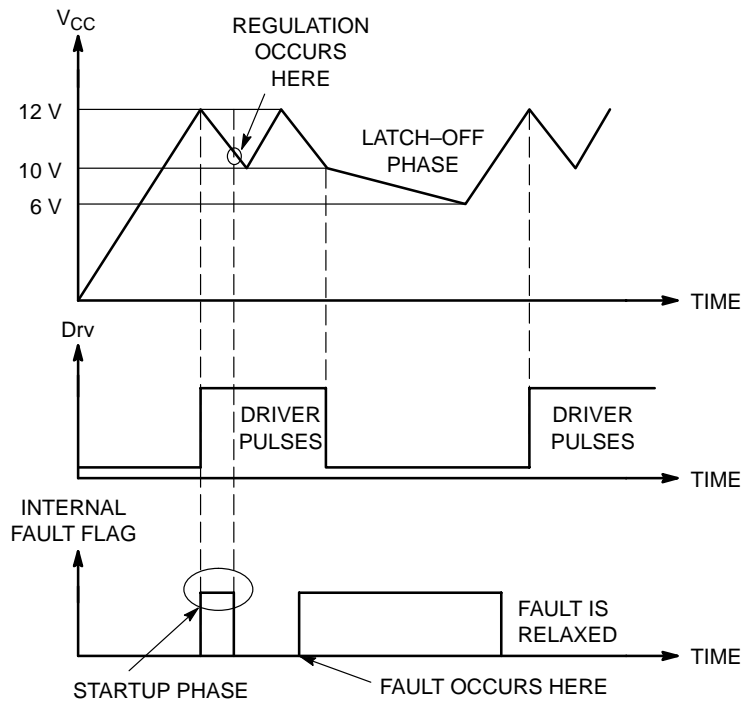 V_CC
REGULATION
OCCURS
HERE
12 V
LATCH–OFF
PHASE
10 V
6 V
TIME
Drv
DRIVER
PULSES
DRIVER
PULSES
TIME
INTERNAL
FAULT FLAG
FAULT IS
RELAXED
TIME
STARTUP PHASE
FAULT OCCURS HERE